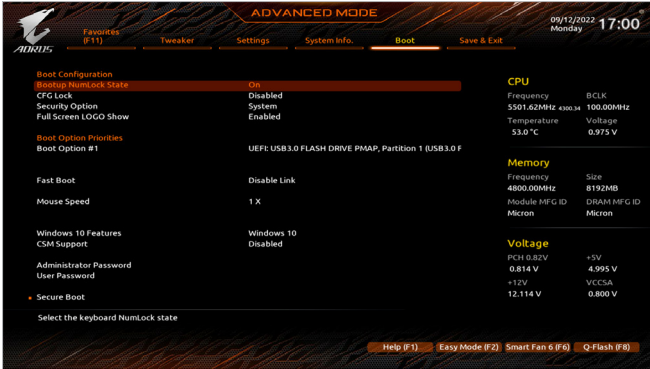 ADVANCED MODE
09/12/2022 Monday 17:00
AORUS
Favorites (F11) Tweaker Settings System Info. Boot Save & Exit
Boot Configuration
Bootup NumLock State On
CFG Lock Disabled
Security Option System
Full Screen LOGO Show Enabled
Boot Option Priorities
Boot Option #1 UEFI: USB3.0 FLASH DRIVE PMAP, Partition 1 (USB3.0 F
Fast Boot Disable Link
Mouse Speed 1 X
Windows 10 Features Windows 10
CSM Support Disabled
Administrator Password
User Password
Secure Boot
Select the keyboard NumLock state
CPU
Frequency BCLK
5501.62MHz 4300.34 100.00MHz
Temperature Voltage
53.0 °C 0.975 V
Memory
Frequency Size
4800.00MHz 8192MB
Module MFG ID DRAM MFG ID
Micron Micron
Voltage
PCH 0.82V +5V
0.814 V 4.995 V
+12V VCCSA
12.114 V 0.800 V
Help (F1) Easy Mode (F2) Smart Fan 6 (F6) Q-Flash (F8)